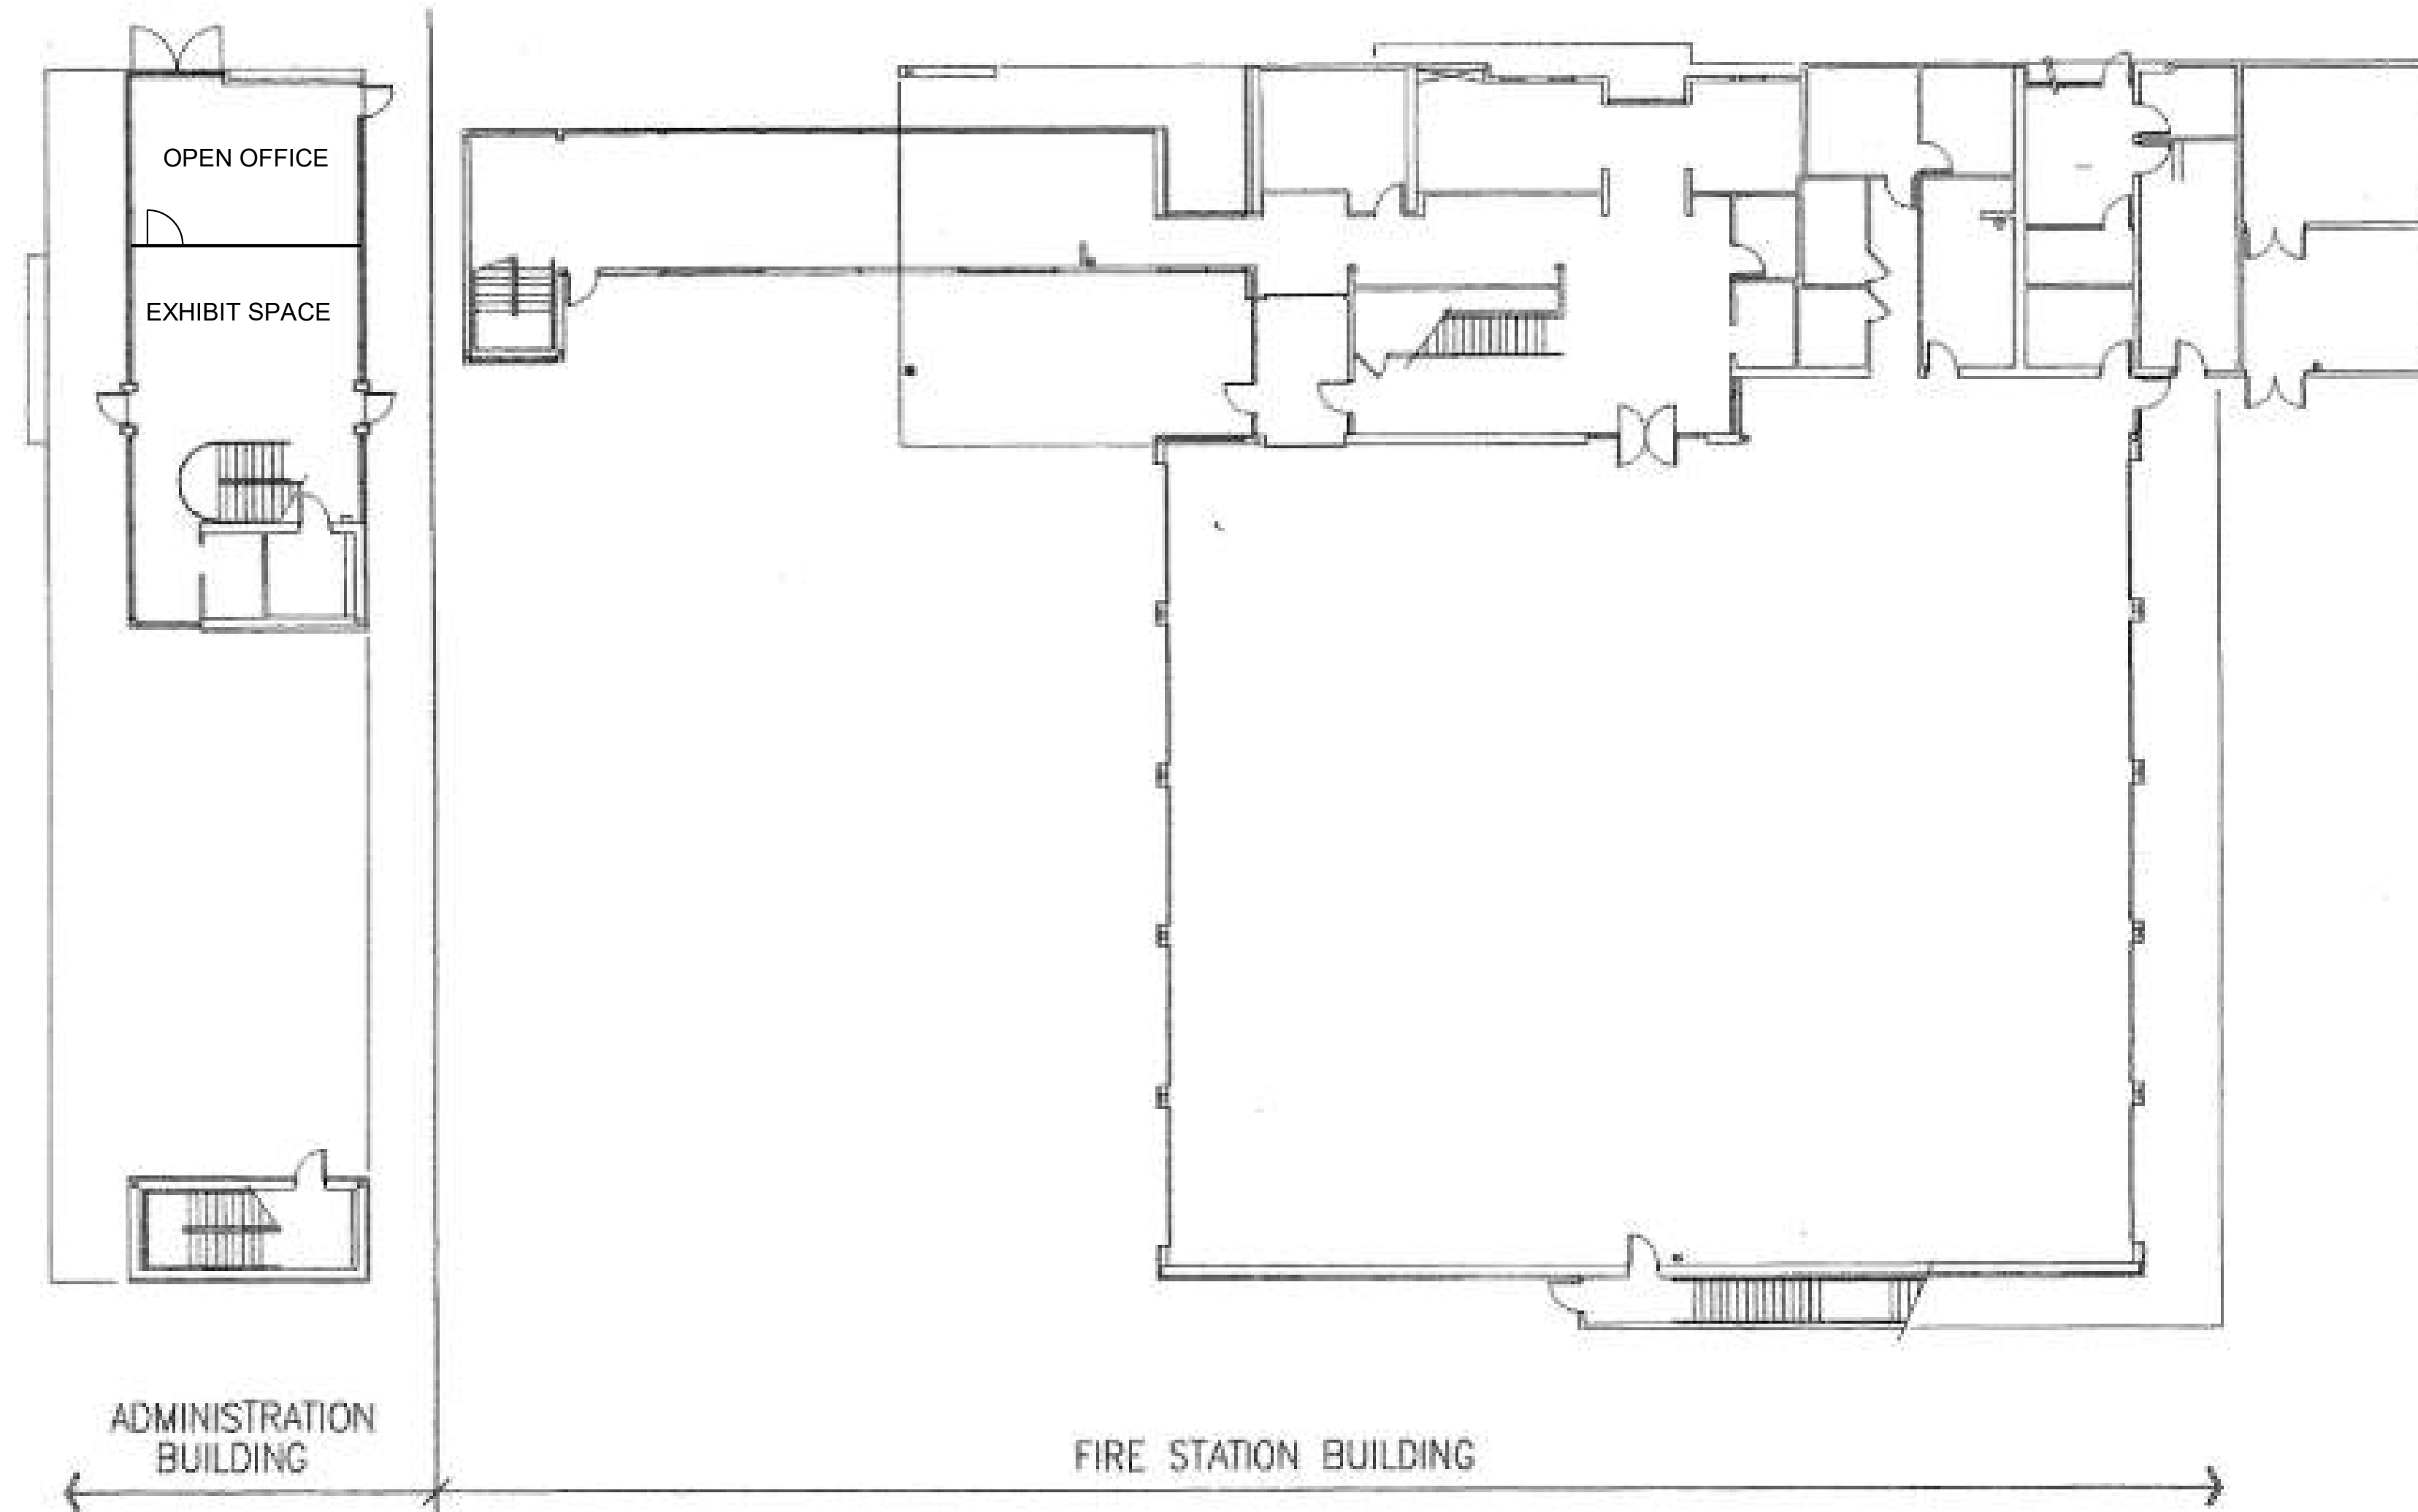 OPEN OFFICE
EXHIBIT SPACE
ADMINISTRATION
BUILDING
FIRE STATION BUILDING